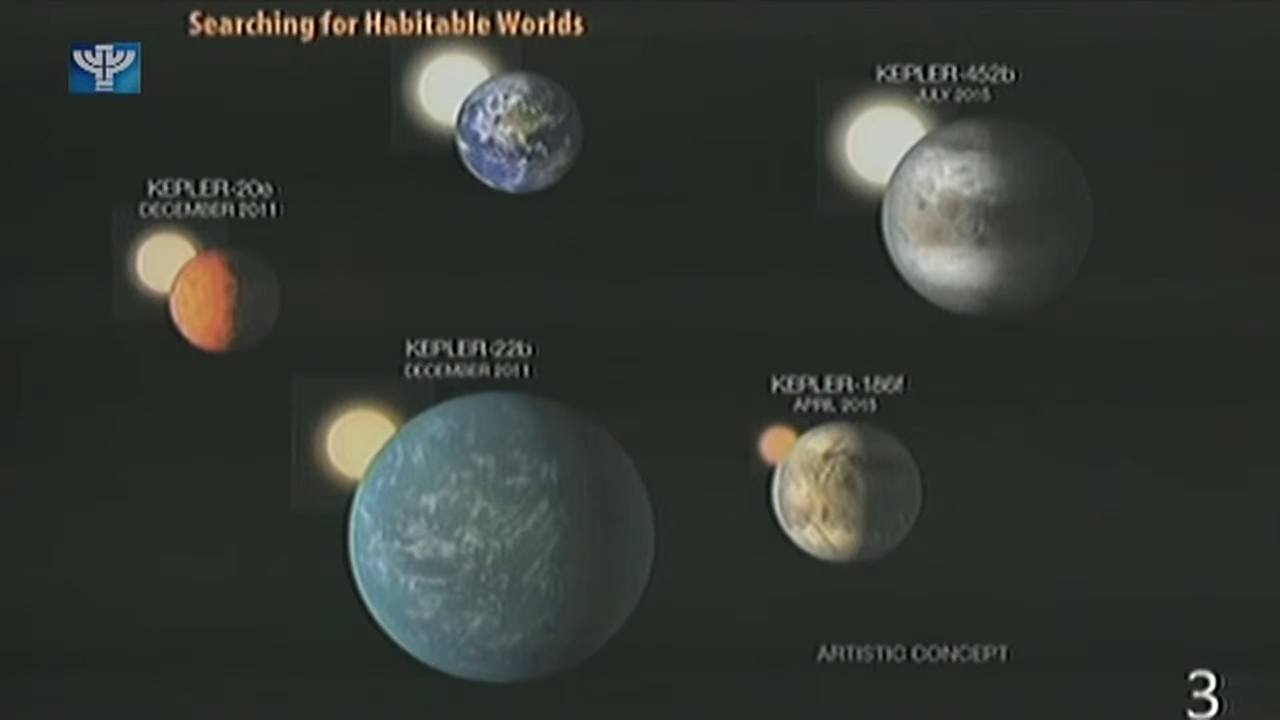 Searching for Habitable Worlds
KEPLER-452b
JULY 2015
KEPLER-20e
DECEMBER 2011
KEPLER-22b
DECEMBER 2011
KEPLER-186f
APRIL 2015
ARTISTIC CONCEPT
3